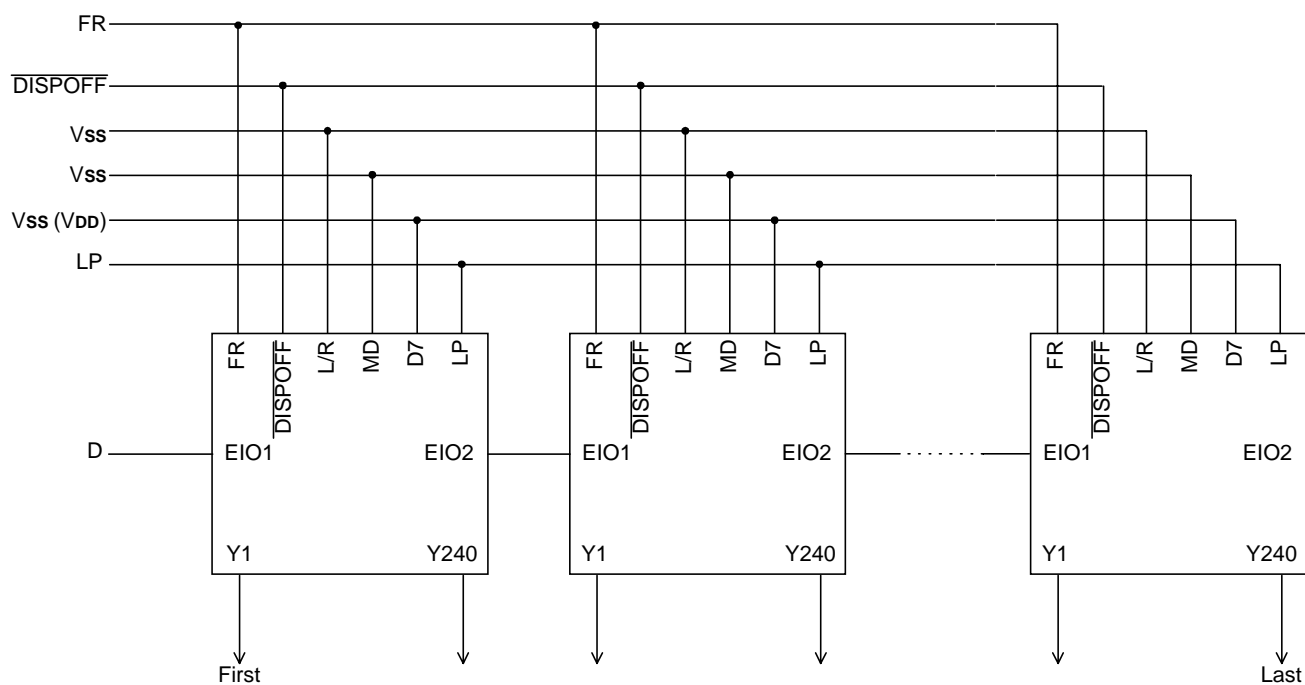 FR
DISPOFF
VSS
VSS
VSS (VDD)
LP
FR DISPOFF L/R MD D7 LP
FR DISPOFF L/R MD D7 LP
FR DISPOFF L/R MD D7 LP
D
EIO1 EIO2
EIO1 EIO2
EIO1 EIO2
Y1 Y240
Y1 Y240
Y1 Y240
First
Last